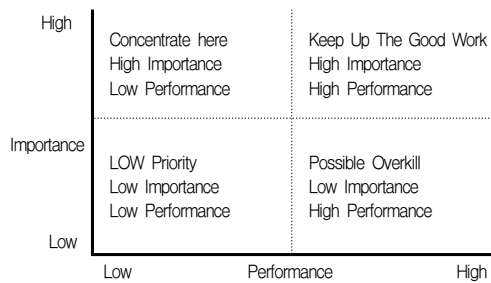 High
Concentrate here
High Importance
Low Performance
Keep Up The Good Work
High Importance
High Performance
Importance
LOW Priority
Low Importance
Low Performance
Possible Overkill
Low Importance
High Performance
Low
Low Performance High